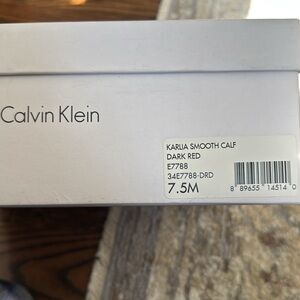 Calvin Klein
KARLIA SMOOTH CALF
DARK RED
E7788
34E7788-DRD
7.5M
8 89655 14514 0